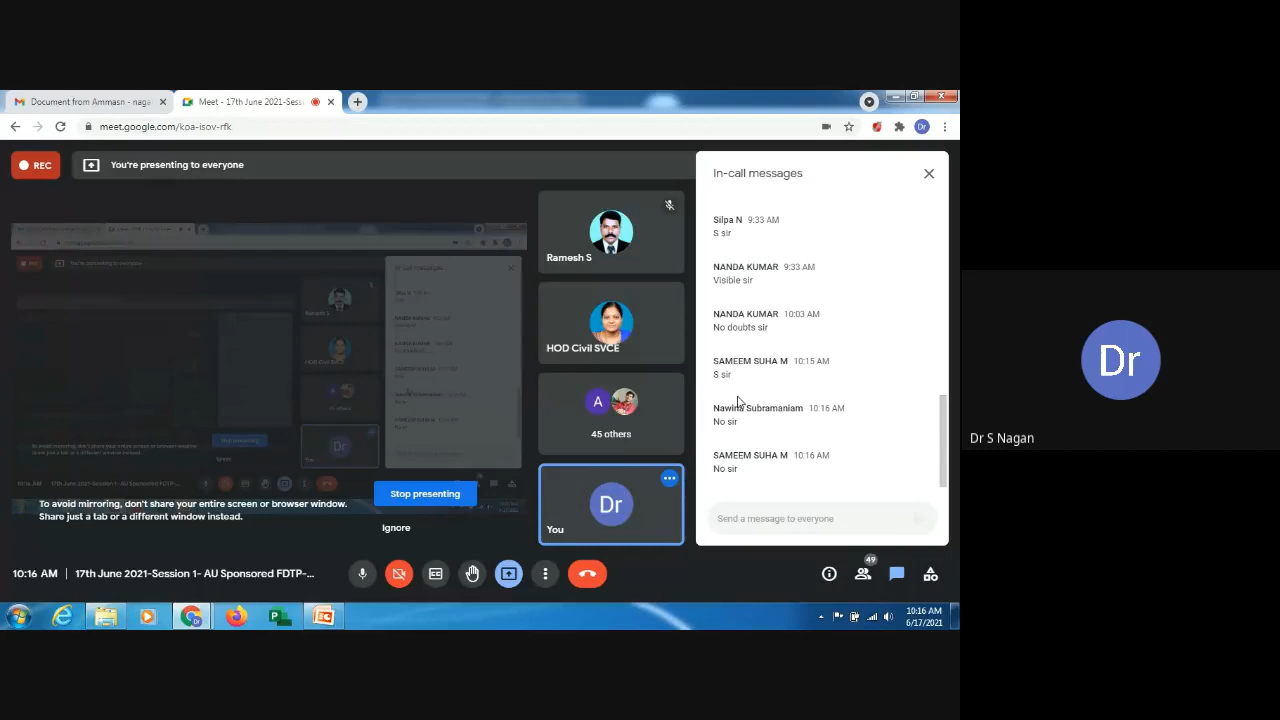 Document from Ammasn - naga
Meet - 17th June 2021-Sess
meet.google.com/koa-isov-rfk
Dr
REC
You're presenting to everyone
In-call messages
Silpa N 9:33 AM
S sir
NANDA KUMAR 9:33 AM
Visible sir
NANDA KUMAR 10:03 AM
No doubts sir
SAMEEM SUHA M 10:15 AM
S sir
Nawin Subramaniam 10:16 AM
No sir
SAMEEM SUHA M 10:16 AM
No sir
Send a message to everyone
Ramesh S
HOD Civil SVCE
A
45 others
Dr
You
To avoid mirroring, don't share your entire screen or browser window.
Share just a tab or a different window instead.
Stop presenting
Ignore
10:16 AM | 17th June 2021-Session 1- AU Sponsored FDTP-...
49
10:16 AM
6/17/2021
Dr
Dr S Nagan